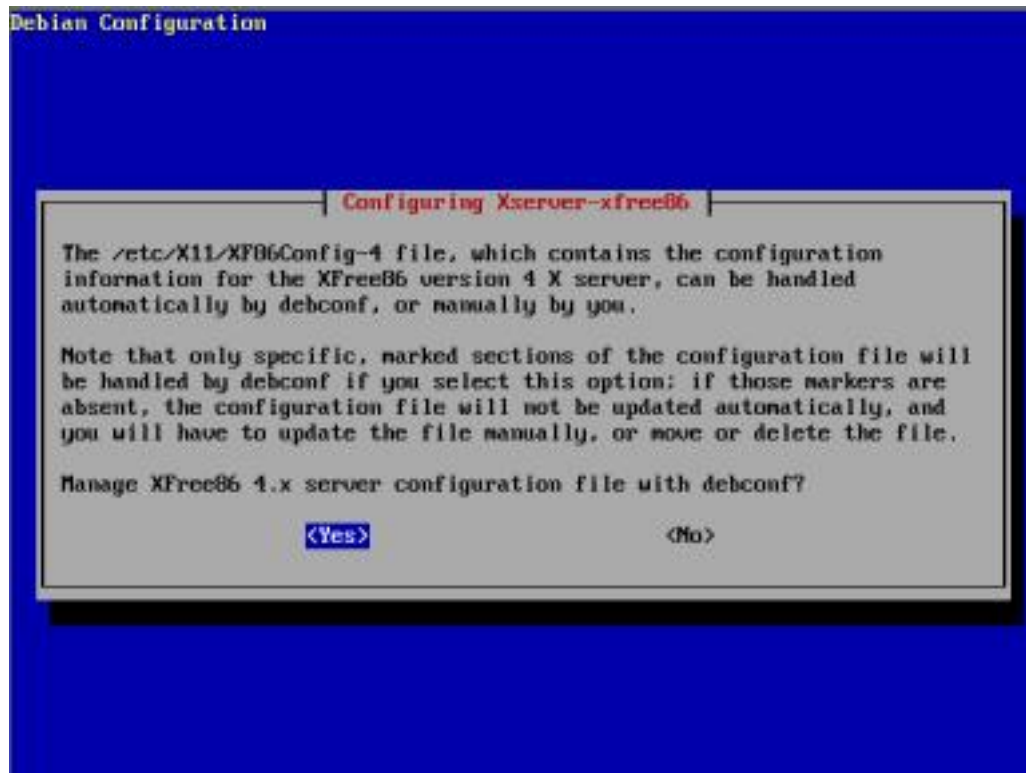 Debian Configuration
Configuring Xserver-xfree86
The /etc/X11/XF86Config-4 file, which contains the configuration
information for the XFree86 version 4 X server, can be handled
automatically by debconf, or manually by you.
Note that only specific, marked sections of the configuration file will
be handled by debconf if you select this option; if those markers are
absent, the configuration file will not be updated automatically, and
you will have to update the file manually, or move or delete the file.
Manage XFree86 4.x server configuration file with debconf?
<Yes> <No>